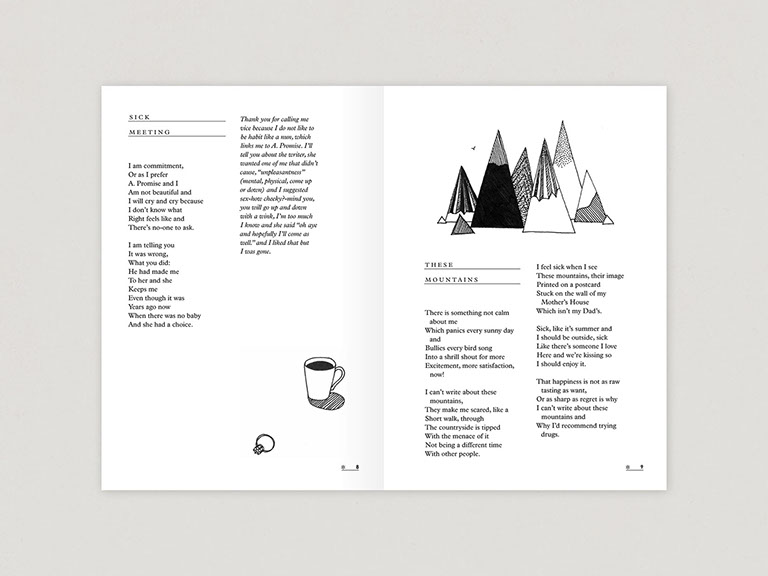 SICK
MEETING
I am commitment,
Or as I prefer
A. Promise and I
Am not beautiful and
I will cry and cry because
I don't know what
Right feels like and
There's no-one to ask.
I am telling you
It was wrong,
What you did:
He had made me
To her and she
Keeps me
Even though it was
Years ago now
When there was no baby
And she had a choice.
Thank you for calling me
vice because I do not like to
be habit like a nun, which
links me to A. Promise. I'll
tell you about the writer, she
wanted one of me that didn't
cause, “unpleasantness”
(mental, physical, come up
or down) and I suggested
sex-how cheeky?-mind you,
you will go up and down
with a wink, I'm too much
I know and she said “oh aye
and hopefully I'll come as
well.” and I liked that but
I was gone.
8
THESE
MOUNTAINS
There is something not calm
about me
Which panics every sunny day
and
Bullies every bird song
Into a shrill shout for more
Excitement, more satisfaction,
now!
I can't write about these
mountains,
They make me scared, like a
Short walk, through
The countryside is tipped
With the menace of it
Not being a different time
With other people.
I feel sick when I see
These mountains, their image
Printed on a postcard
Stuck on the wall of my
Mother's House
Which isn't my Dad's.
Sick, like it's summer and
I should be outside, sick
Like there's someone I love
Here and we're kissing so
I should enjoy it.
That happiness is not as raw
tasting as want,
Or as sharp as regret is why
I can't write about these
mountains and
Why I'd recommend trying
drugs.
9